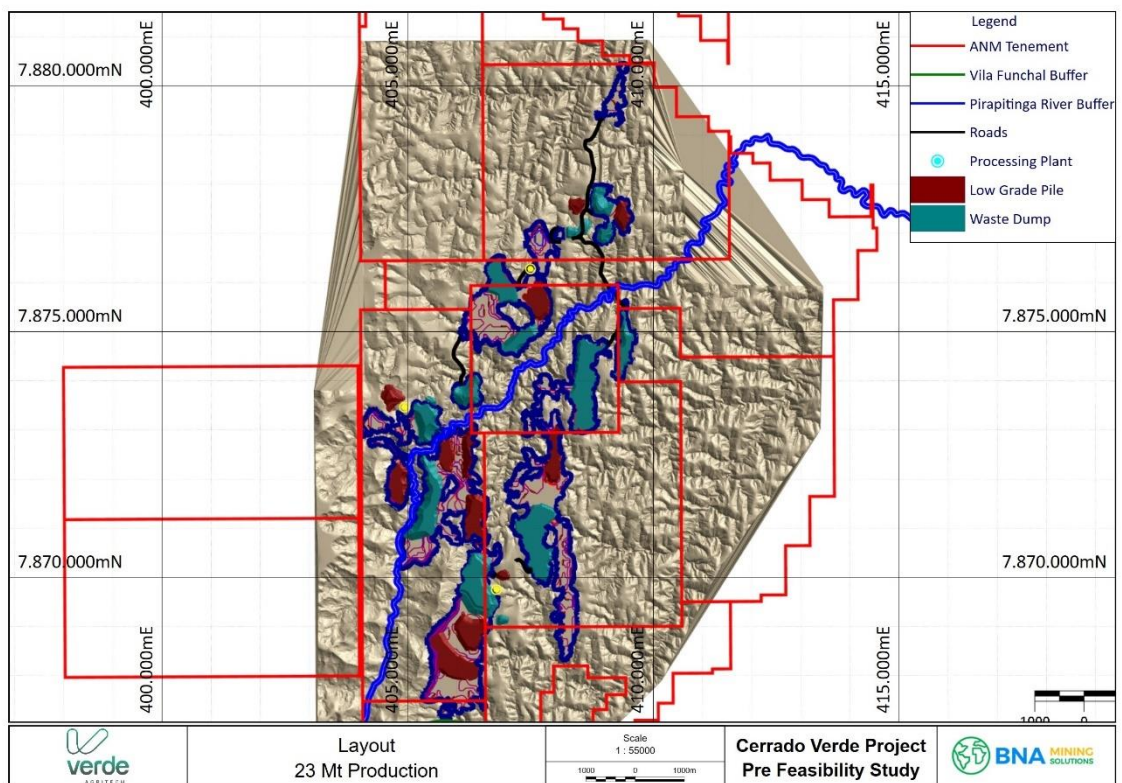 Legend
ANM Tenement
Vila Funchal Buffer
Pirapitinga River Buffer
Roads
Processing Plant
Low Grade Pile
Waste Dump
7.880.000mN
400.000mE
405.000mE
410.000mE
415.000mE
7.875.000mN
7.875.000mN
7.870.000mN
7.870.000mN
400.000mE
405.000mE
410.000mE
415.000mE
1000 0
verde
AGRITECH
Layout
23 Mt Production
Scale
1 : 55000
1000 0 1000m
Cerrado Verde Project
Pre Feasibility Study
BNA MINING
SOLUTIONS